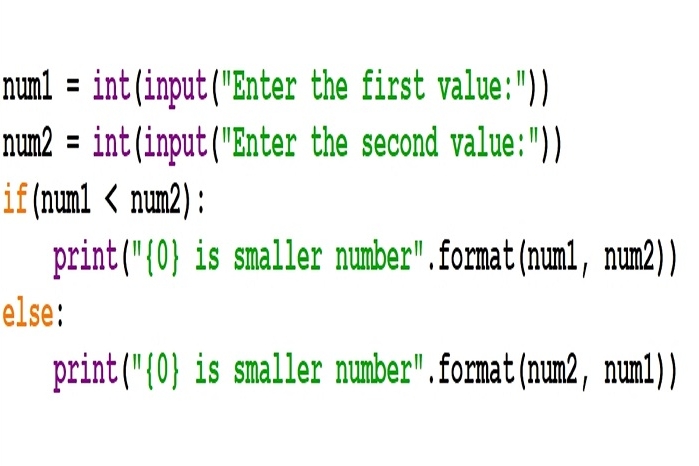 num1 = int(input("Enter the first value:"))
num2 = int(input("Enter the second value:"))
if(num1 < num2):
    print("{0} is smaller number".format(num1, num2))
else:
    print("{0} is smaller number".format(num2, num1))